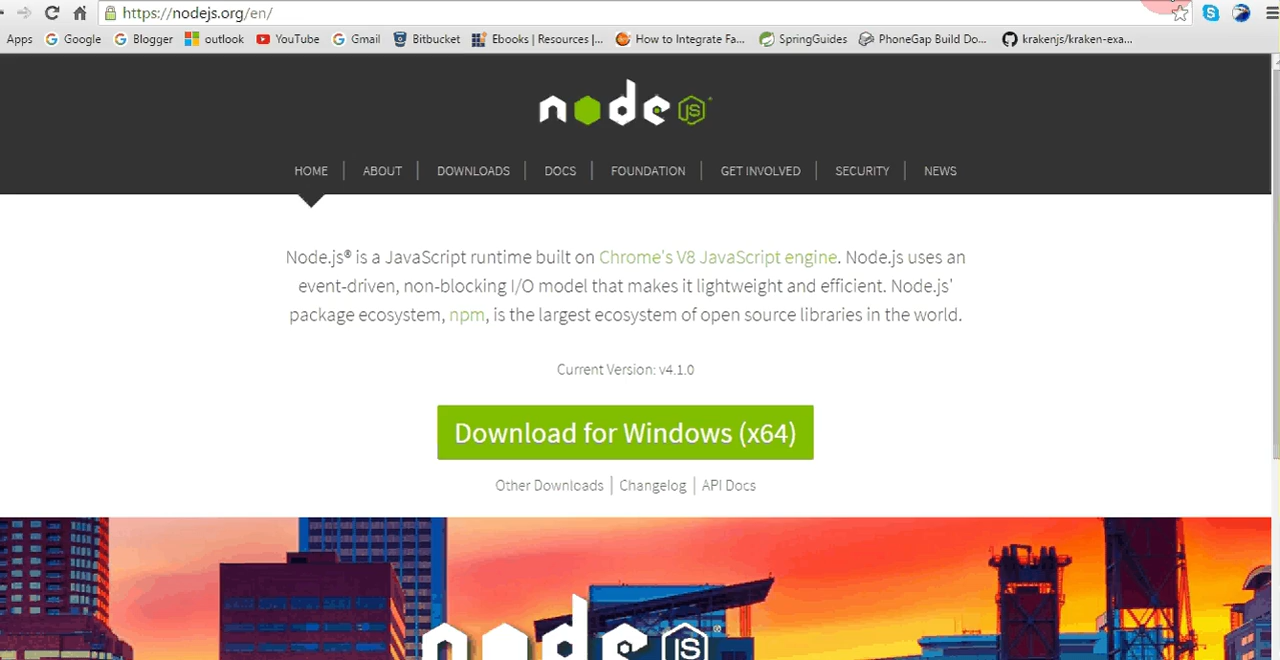 https://nodejs.org/en/
Apps Google Blogger outlook YouTube Gmail Bitbucket Ebooks | Resources |... How to Integrate Fa... SpringGuides PhoneGap Build Do... krakenjs/kraken-exa...
node JS
HOME ABOUT DOWNLOADS DOCS FOUNDATION GET INVOLVED SECURITY NEWS
Node.js® is a JavaScript runtime built on Chrome's V8 JavaScript engine. Node.js uses an
event-driven, non-blocking I/O model that makes it lightweight and efficient. Node.js'
package ecosystem, npm, is the largest ecosystem of open source libraries in the world.
Current Version: v4.1.0
Download for Windows (x64)
Other Downloads | Changelog | API Docs
node JS